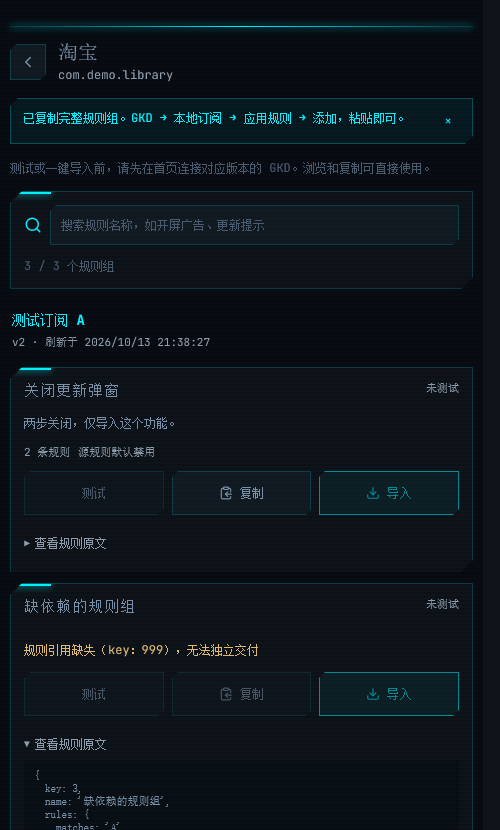 淘宝
com.demo.library
已复制完整规则组。GKD → 本地订阅 → 应用规则 → 添加，粘贴即可。 ×
测试或一键导入前，请先在首页连接对应版本的 GKD。浏览和复制可直接使用。
搜索规则名称，如开屏广告、更新提示
3 / 3 个规则组
测试订阅 A
v2 · 刷新于 2026/10/13 21:38:27
关闭更新弹窗 未测试
两步关闭，仅导入这个功能。
2 条规则 源规则默认禁用
测试 复制 导入
▸ 查看规则原文
缺依赖的规则组 未测试
规则引用缺失（key: 999），无法独立交付
测试 复制 导入
▾ 查看规则原文
{
key: 3,
name: '缺依赖的规则组',
rules: {
matches: 'A'